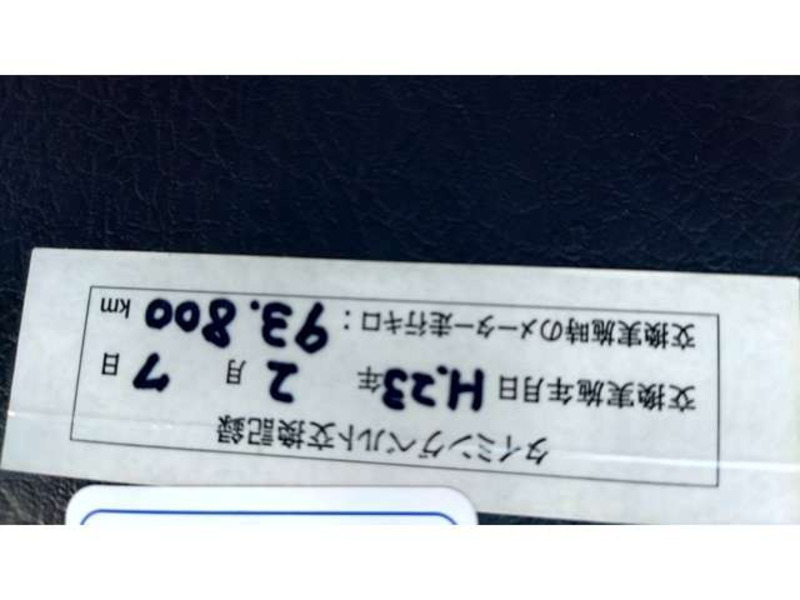 タイミングベルト交換記録
交換実施年月日 H.23年 2月 7日
交換実施時のメーター走行キロ：93.800 km